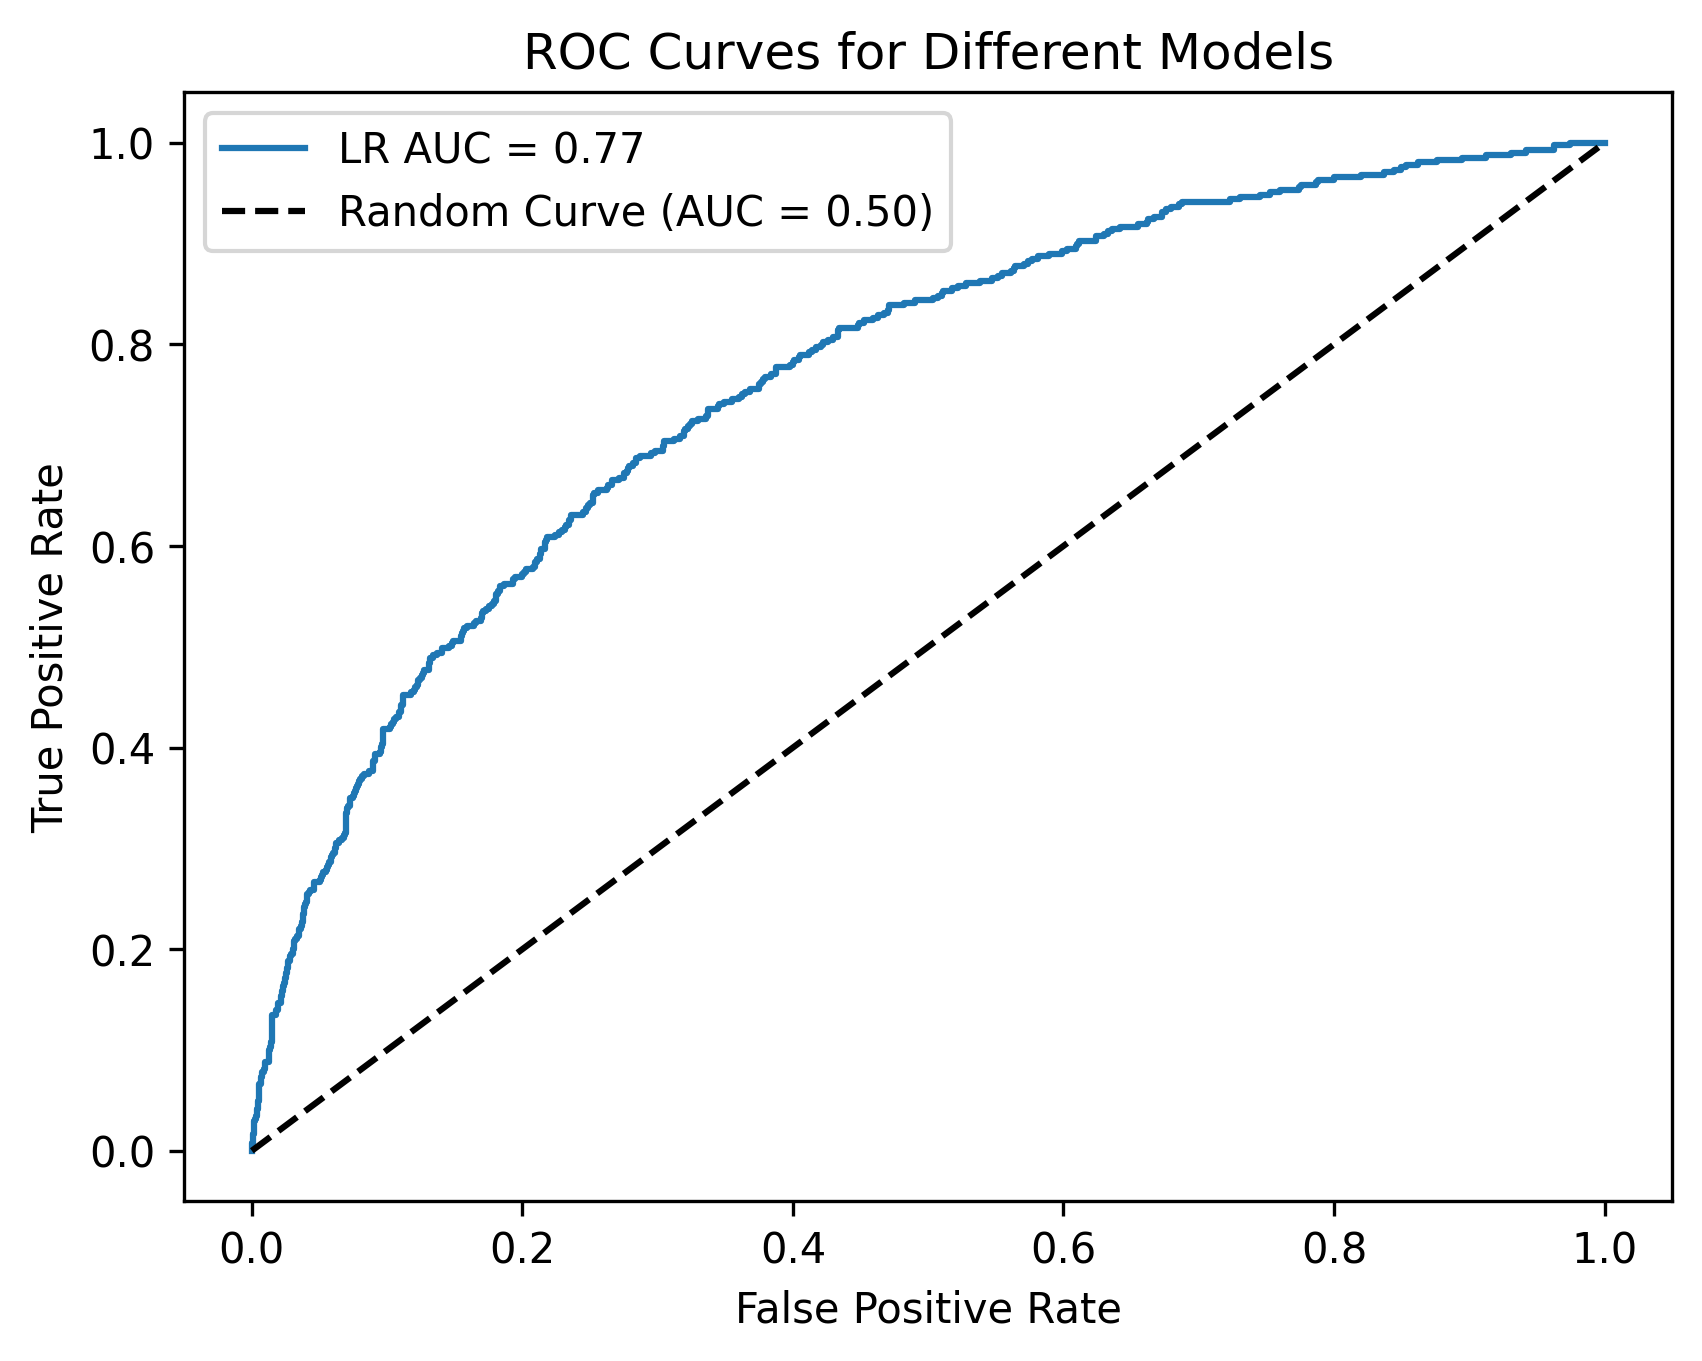 ROC Curves for Different Models
LR AUC = 0.77
Random Curve (AUC = 0.50)
1.0
0.8
0.6
0.4
0.2
0.0
True Positive Rate
0.0 0.2 0.4 0.6 0.8 1.0
False Positive Rate